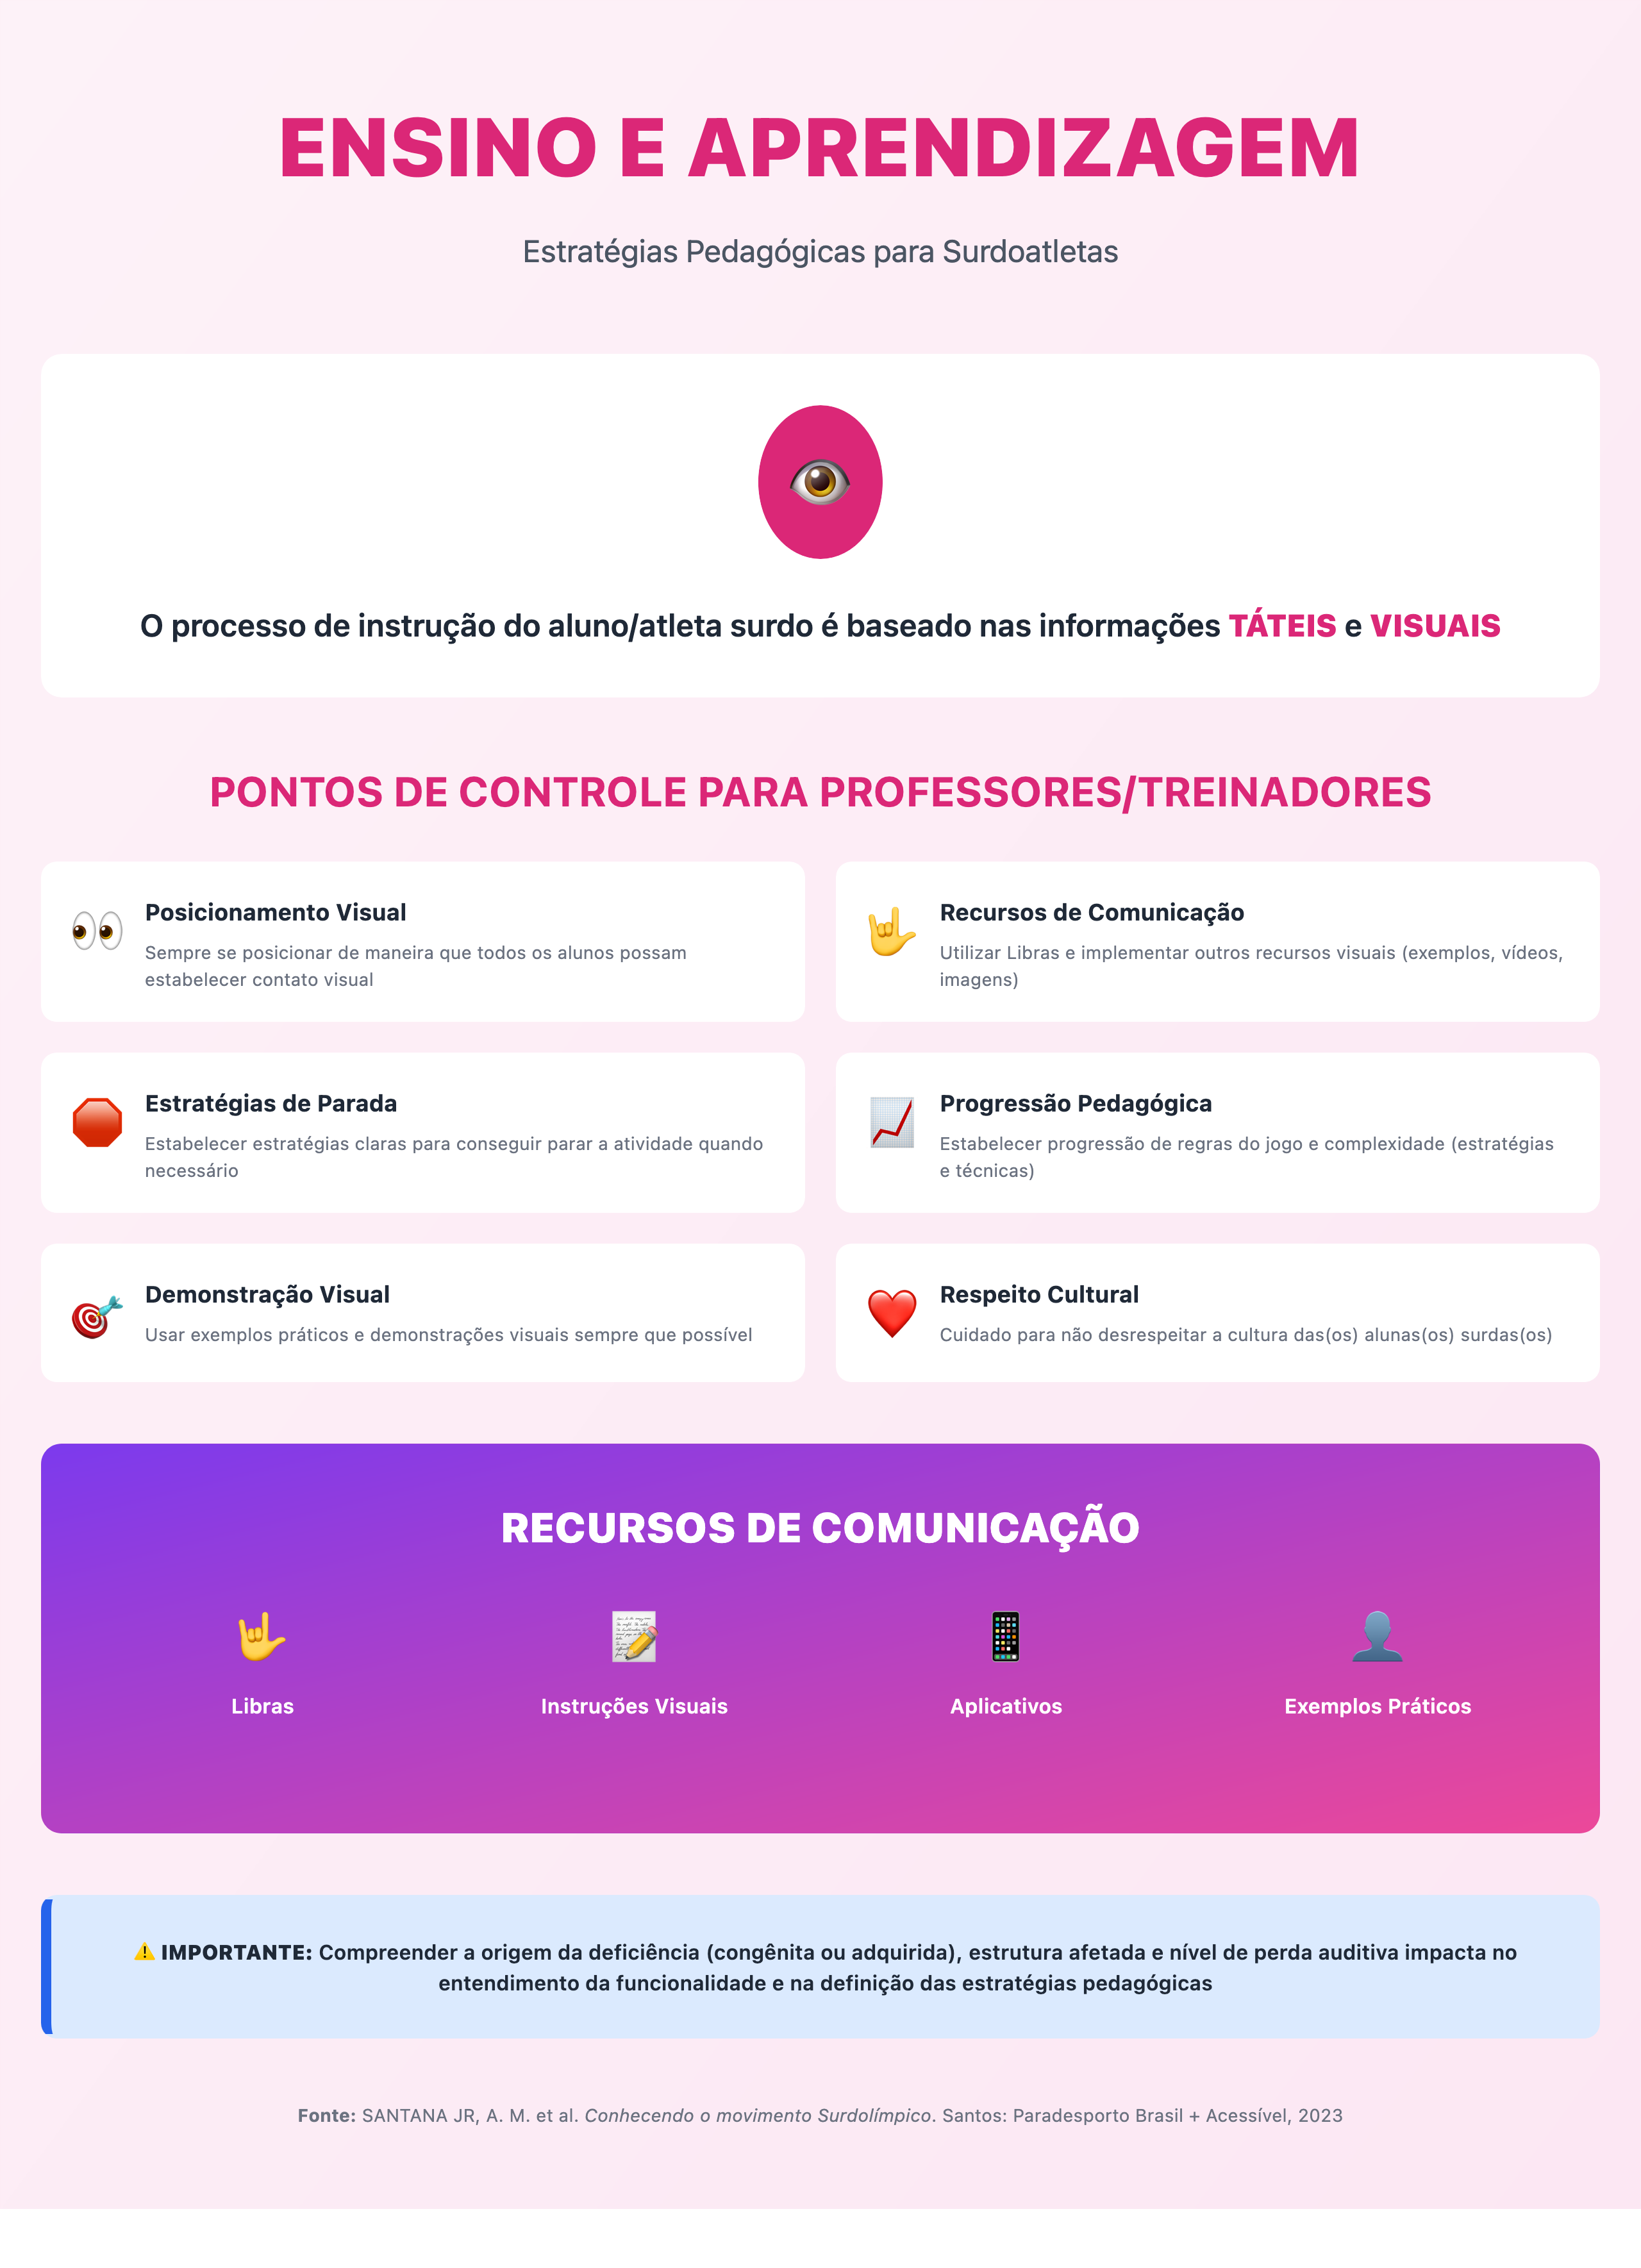 ENSINO E APRENDIZAGEM
Estratégias Pedagógicas para Surdoatletas
O processo de instrução do aluno/atleta surdo é baseado nas informações TÁTEIS e VISUAIS
PONTOS DE CONTROLE PARA PROFESSORES/TREINADORES
Posicionamento Visual
Sempre se posicionar de maneira que todos os alunos possam
estabelecer contato visual
Recursos de Comunicação
Utilizar Libras e implementar outros recursos visuais (exemplos, vídeos,
imagens)
Estratégias de Parada
Estabelecer estratégias claras para conseguir parar a atividade quando
necessário
Progressão Pedagógica
Estabelecer progressão de regras do jogo e complexidade (estratégias
e técnicas)
Demonstração Visual
Usar exemplos práticos e demonstrações visuais sempre que possível
Respeito Cultural
Cuidado para não desrespeitar a cultura das(os) alunas(os) surdas(os)
RECURSOS DE COMUNICAÇÃO
Libras
Instruções Visuais
Aplicativos
Exemplos Práticos
⚠️ IMPORTANTE: Compreender a origem da deficiência (congênita ou adquirida), estrutura afetada e nível de perda auditiva impacta no
entendimento da funcionalidade e na definição das estratégias pedagógicas
Fonte: SANTANA JR, A. M. et al. Conhecendo o movimento Surdolímpico. Santos: Paradesporto Brasil + Acessível, 2023